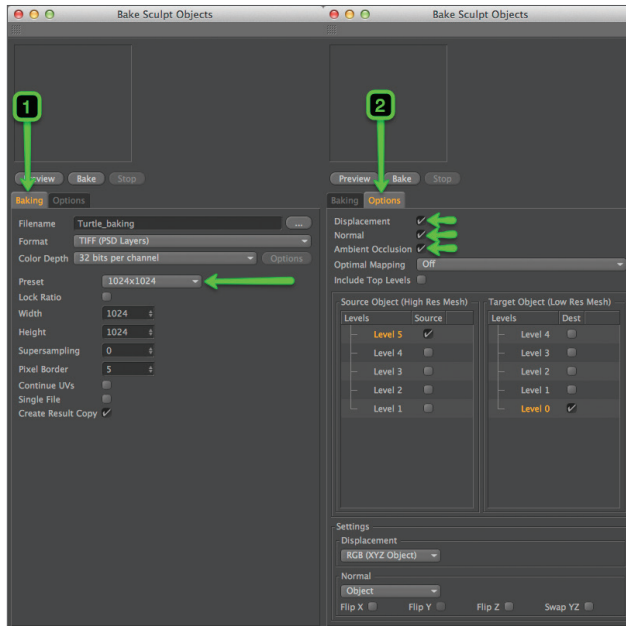 Bake Sculpt Objects
1
Preview Bake Stop
Baking Options
Filename Turtle_baking ...
Format TIFF (PSD Layers)
Color Depth 32 bits per channel Options
Preset 1024x1024
Lock Ratio
Width 1024
Height 1024
Supersampling 0
Pixel Border 5
Continue UVs
Single File
Create Result Copy
Bake Sculpt Objects
2
Preview Bake Stop
Baking Options
Displacement
Normal
Ambient Occlusion
Optimal Mapping Off
Include Top Levels
Source Object (High Res Mesh)
Levels Source
Level 5
Level 4
Level 3
Level 2
Level 1
Target Object (Low Res Mesh)
Levels Dest
Level 4
Level 3
Level 2
Level 1
Level 0
Settings
Displacement
RGB (XYZ Object)
Normal
Object
Flip X Flip Y Flip Z Swap YZ